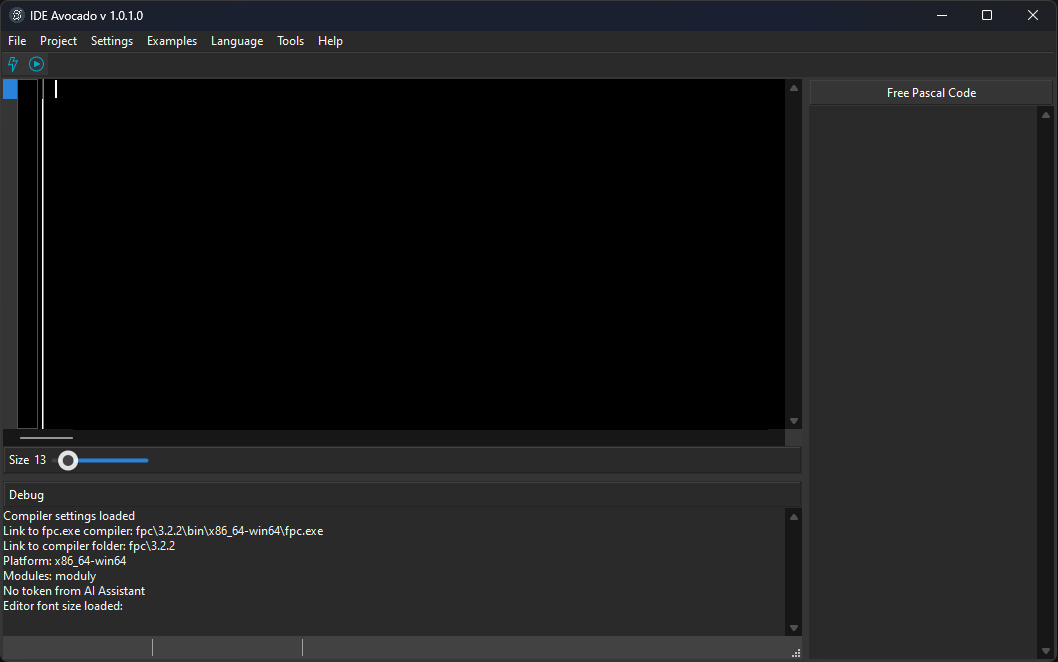 IDE Avocado v 1.0.1.0
File Project Settings Examples Language Tools Help
Free Pascal Code
Size 13
Debug
Compiler settings loaded
Link to fpc.exe compiler: fpc\3.2.2\bin\x86_64-win64\fpc.exe
Link to compiler folder: fpc\3.2.2
Platform: x86_64-win64
Modules: moduly
No token from AI Assistant
Editor font size loaded: